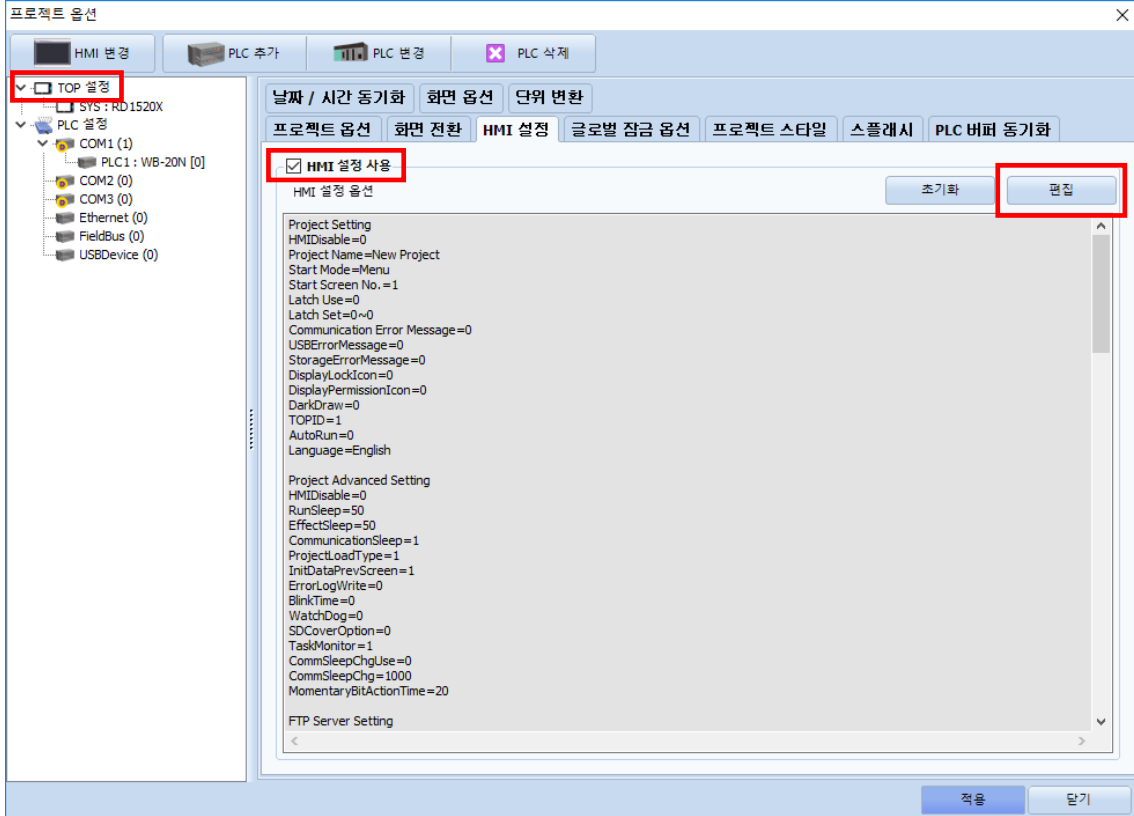 프로젝트 옵션
HMI 변경
PLC 추가
PLC 변경
PLC 삭제
TOP 설정
SYS : RD1520X
PLC 설정
COM1 (1)
PLC1 : WB-20N [0]
COM2 (0)
COM3 (0)
Ethernet (0)
FieldBus (0)
USBDevice (0)
날짜 / 시간 동기화 화면 옵션 단위 변환
프로젝트 옵션 화면 전환 HMI 설정 글로벌 잠금 옵션 프로젝트 스타일 스플래시 PLC 버퍼 동기화
HMI 설정 사용
HMI 설정 옵션
초기화
편집
Project Setting
HMIDisable=0
Project Name=New Project
Start Mode=Menu
Start Screen No.=1
Latch Use=0
Latch Set=0~0
Communication Error Message=0
USBErrorMessage=0
StorageErrorMessage=0
DisplayLockIcon=0
DisplayPermissionIcon=0
DarkDraw=0
TOPID=1
AutoRun=0
Language=English
Project Advanced Setting
HMIDisable=0
RunSleep=50
EffectSleep=50
CommunicationSleep=1
ProjectLoadType=1
InitDataPrevScreen=1
ErrorLogWrite=0
BlinkTime=0
WatchDog=0
SDCoverOption=0
TaskMonitor=1
CommSleepChgUse=0
CommSleepChg=1000
MomentaryBitActionTime=20
FTP Server Setting
적용
닫기